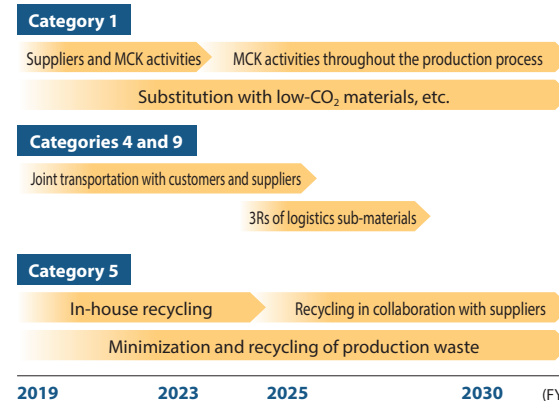 Category 1
Suppliers and MCK activities
MCK activities throughout the production process
Substitution with low-CO₂ materials, etc.
Categories 4 and 9
Joint transportation with customers and suppliers
3Rs of logistics sub-materials
Category 5
In-house recycling
Recycling in collaboration with suppliers
Minimization and recycling of production waste
2019 2023 2025 2030 (FY)